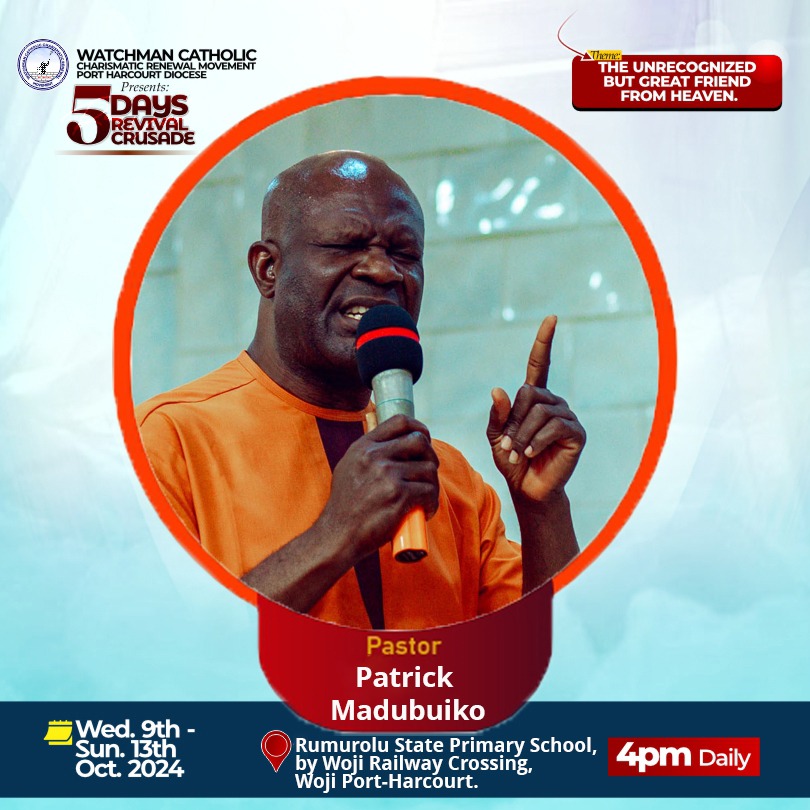 WATCHMAN CATHOLIC
CHARISMATIC RENEWAL MOVEMENT
PORT HARCOURT DIOCESE
Presents:
5 DAYS
REVIVAL
CRUSADE
Theme:
THE UNRECOGNIZED
BUT GREAT FRIEND
FROM HEAVEN.
Pastor
Patrick
Madubuiko
Wed. 9th -
Sun. 13th
Oct. 2024
Rumurolu State Primary School,
by Woji Railway Crossing,
Woji Port-Harcourt.
4pm Daily